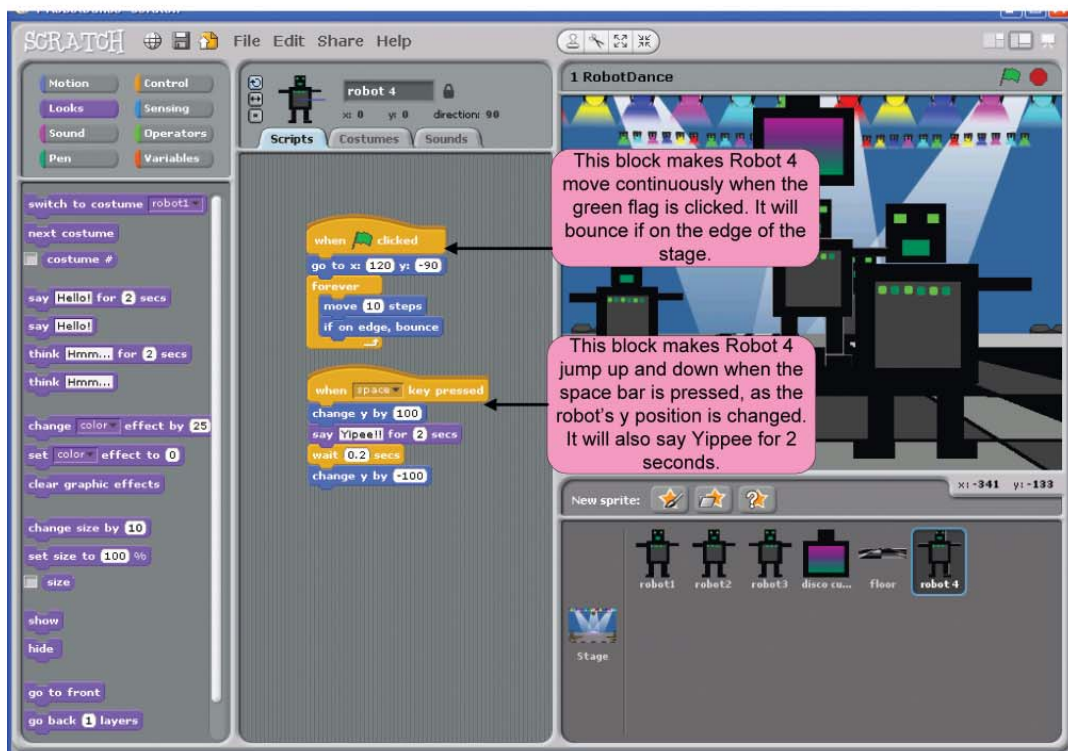 SCRATCH File Edit Share Help
Motion Control
Looks Sensing
Sound Operators
Pen Variables
switch to costume robot1
next costume
costume #
say Hello! for 2 secs
say Hello!
think Hmm... for 2 secs
think Hmm...
change color effect by 25
set color effect to 0
clear graphic effects
change size by 10
set size to 100 %
size
show
hide
go to front
go back 1 layers
robot 4
x: 0 y: 0 direction: 90
Scripts Costumes Sounds
when clicked
go to x: 120 y: -90
forever
move 10 steps
if on edge, bounce
when space key pressed
change y by 100
say Yipee!! for 2 secs
wait 0.2 secs
change y by -100
1 RobotDance
This block makes Robot 4
move continuously when the
green flag is clicked. It will
bounce if on the edge of the
stage.
This block makes Robot 4
jump up and down when the
space bar is pressed, as the
robot's y position is changed.
It will also say Yippee for 2
seconds.
x: -341 y: -133
New sprite:
robot1 robot2 robot3 disco cu... floor robot 4
Stage